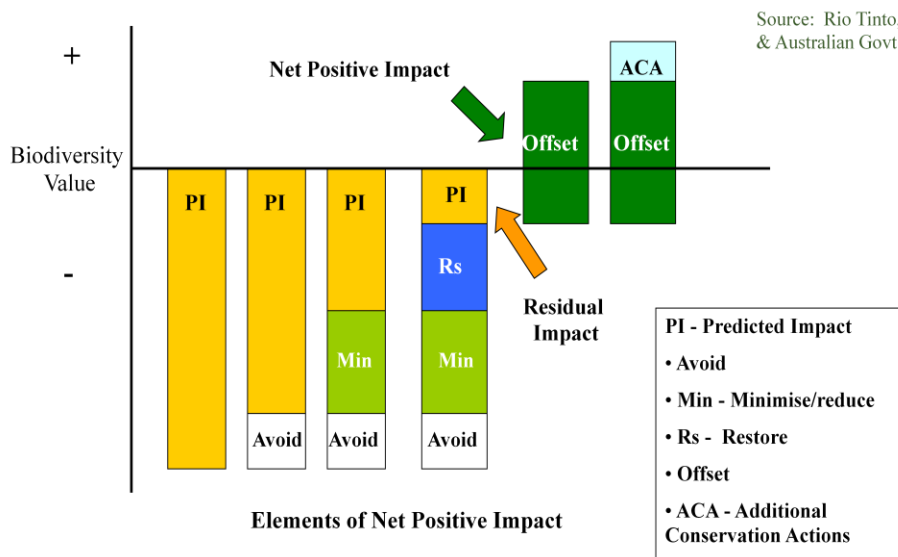 Source: Rio Tinto,
& Australian Govt
+
Net Positive Impact
ACA
Offset
Offset
Biodiversity
Value
PI
PI
PI
PI
-
Rs
Residual
Impact
Min
Min
Avoid
Avoid
Avoid
PI - Predicted Impact
• Avoid
• Min - Minimise/reduce
• Rs - Restore
• Offset
• ACA - Additional
Conservation Actions
Elements of Net Positive Impact